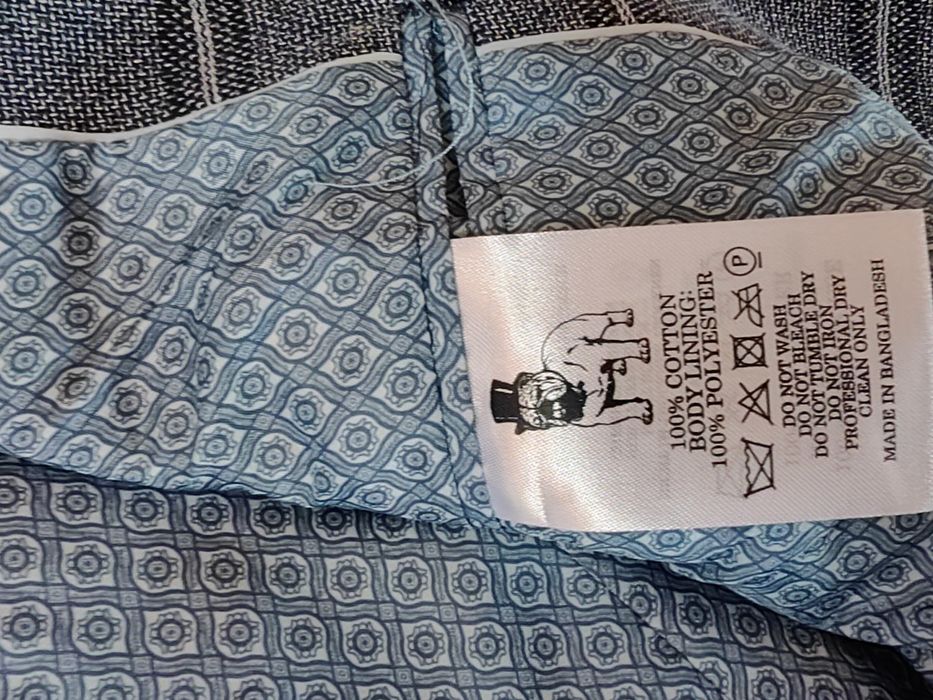 100% COTTON
BODY LINING:
100% POLYESTER
P
DO NOT WASH
DO NOT BLEACH
DO NOT TUMBLE DRY
DO NOT IRON
PROFESSIONALLY DRY
CLEAN ONLY
MADE IN BANGLADESH